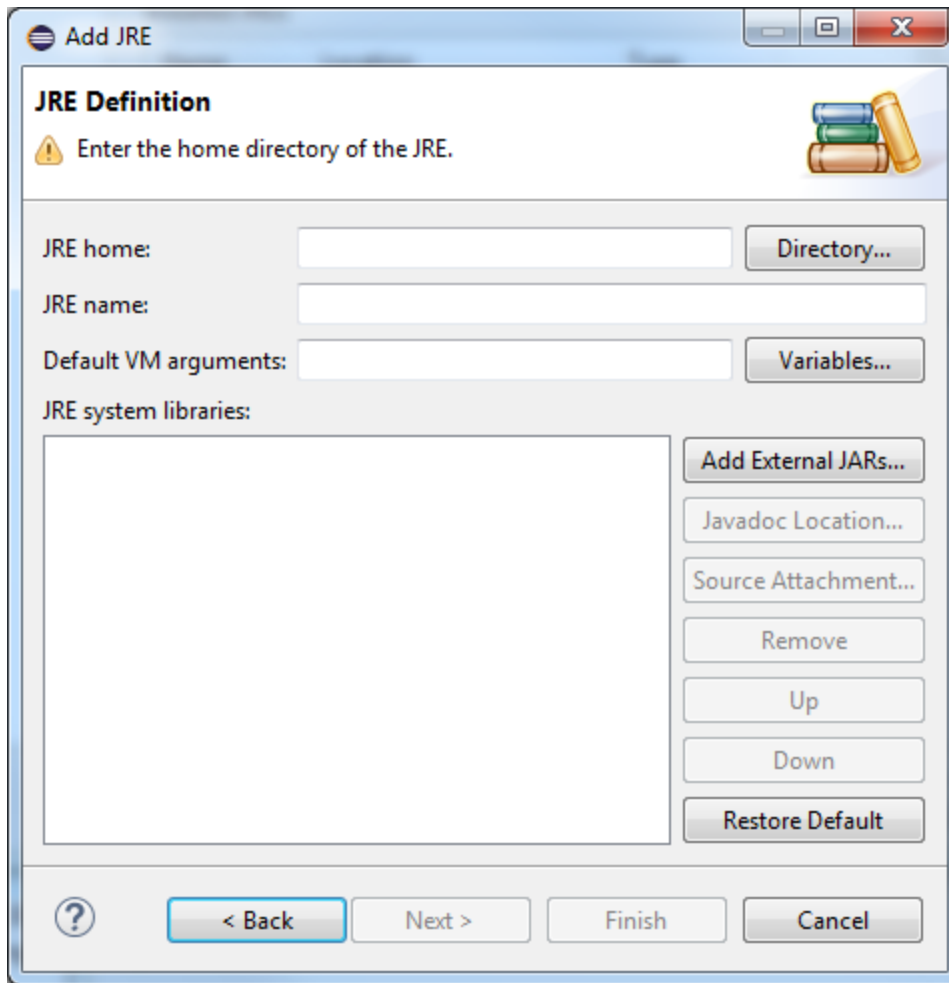 Add JRE
JRE Definition
Enter the home directory of the JRE.
JRE home:
Directory...
JRE name:
Default VM arguments:
Variables...
JRE system libraries:
Add External JARs...
Javadoc Location...
Source Attachment...
Remove
Up
Down
Restore Default
?
< Back
Next >
Finish
Cancel